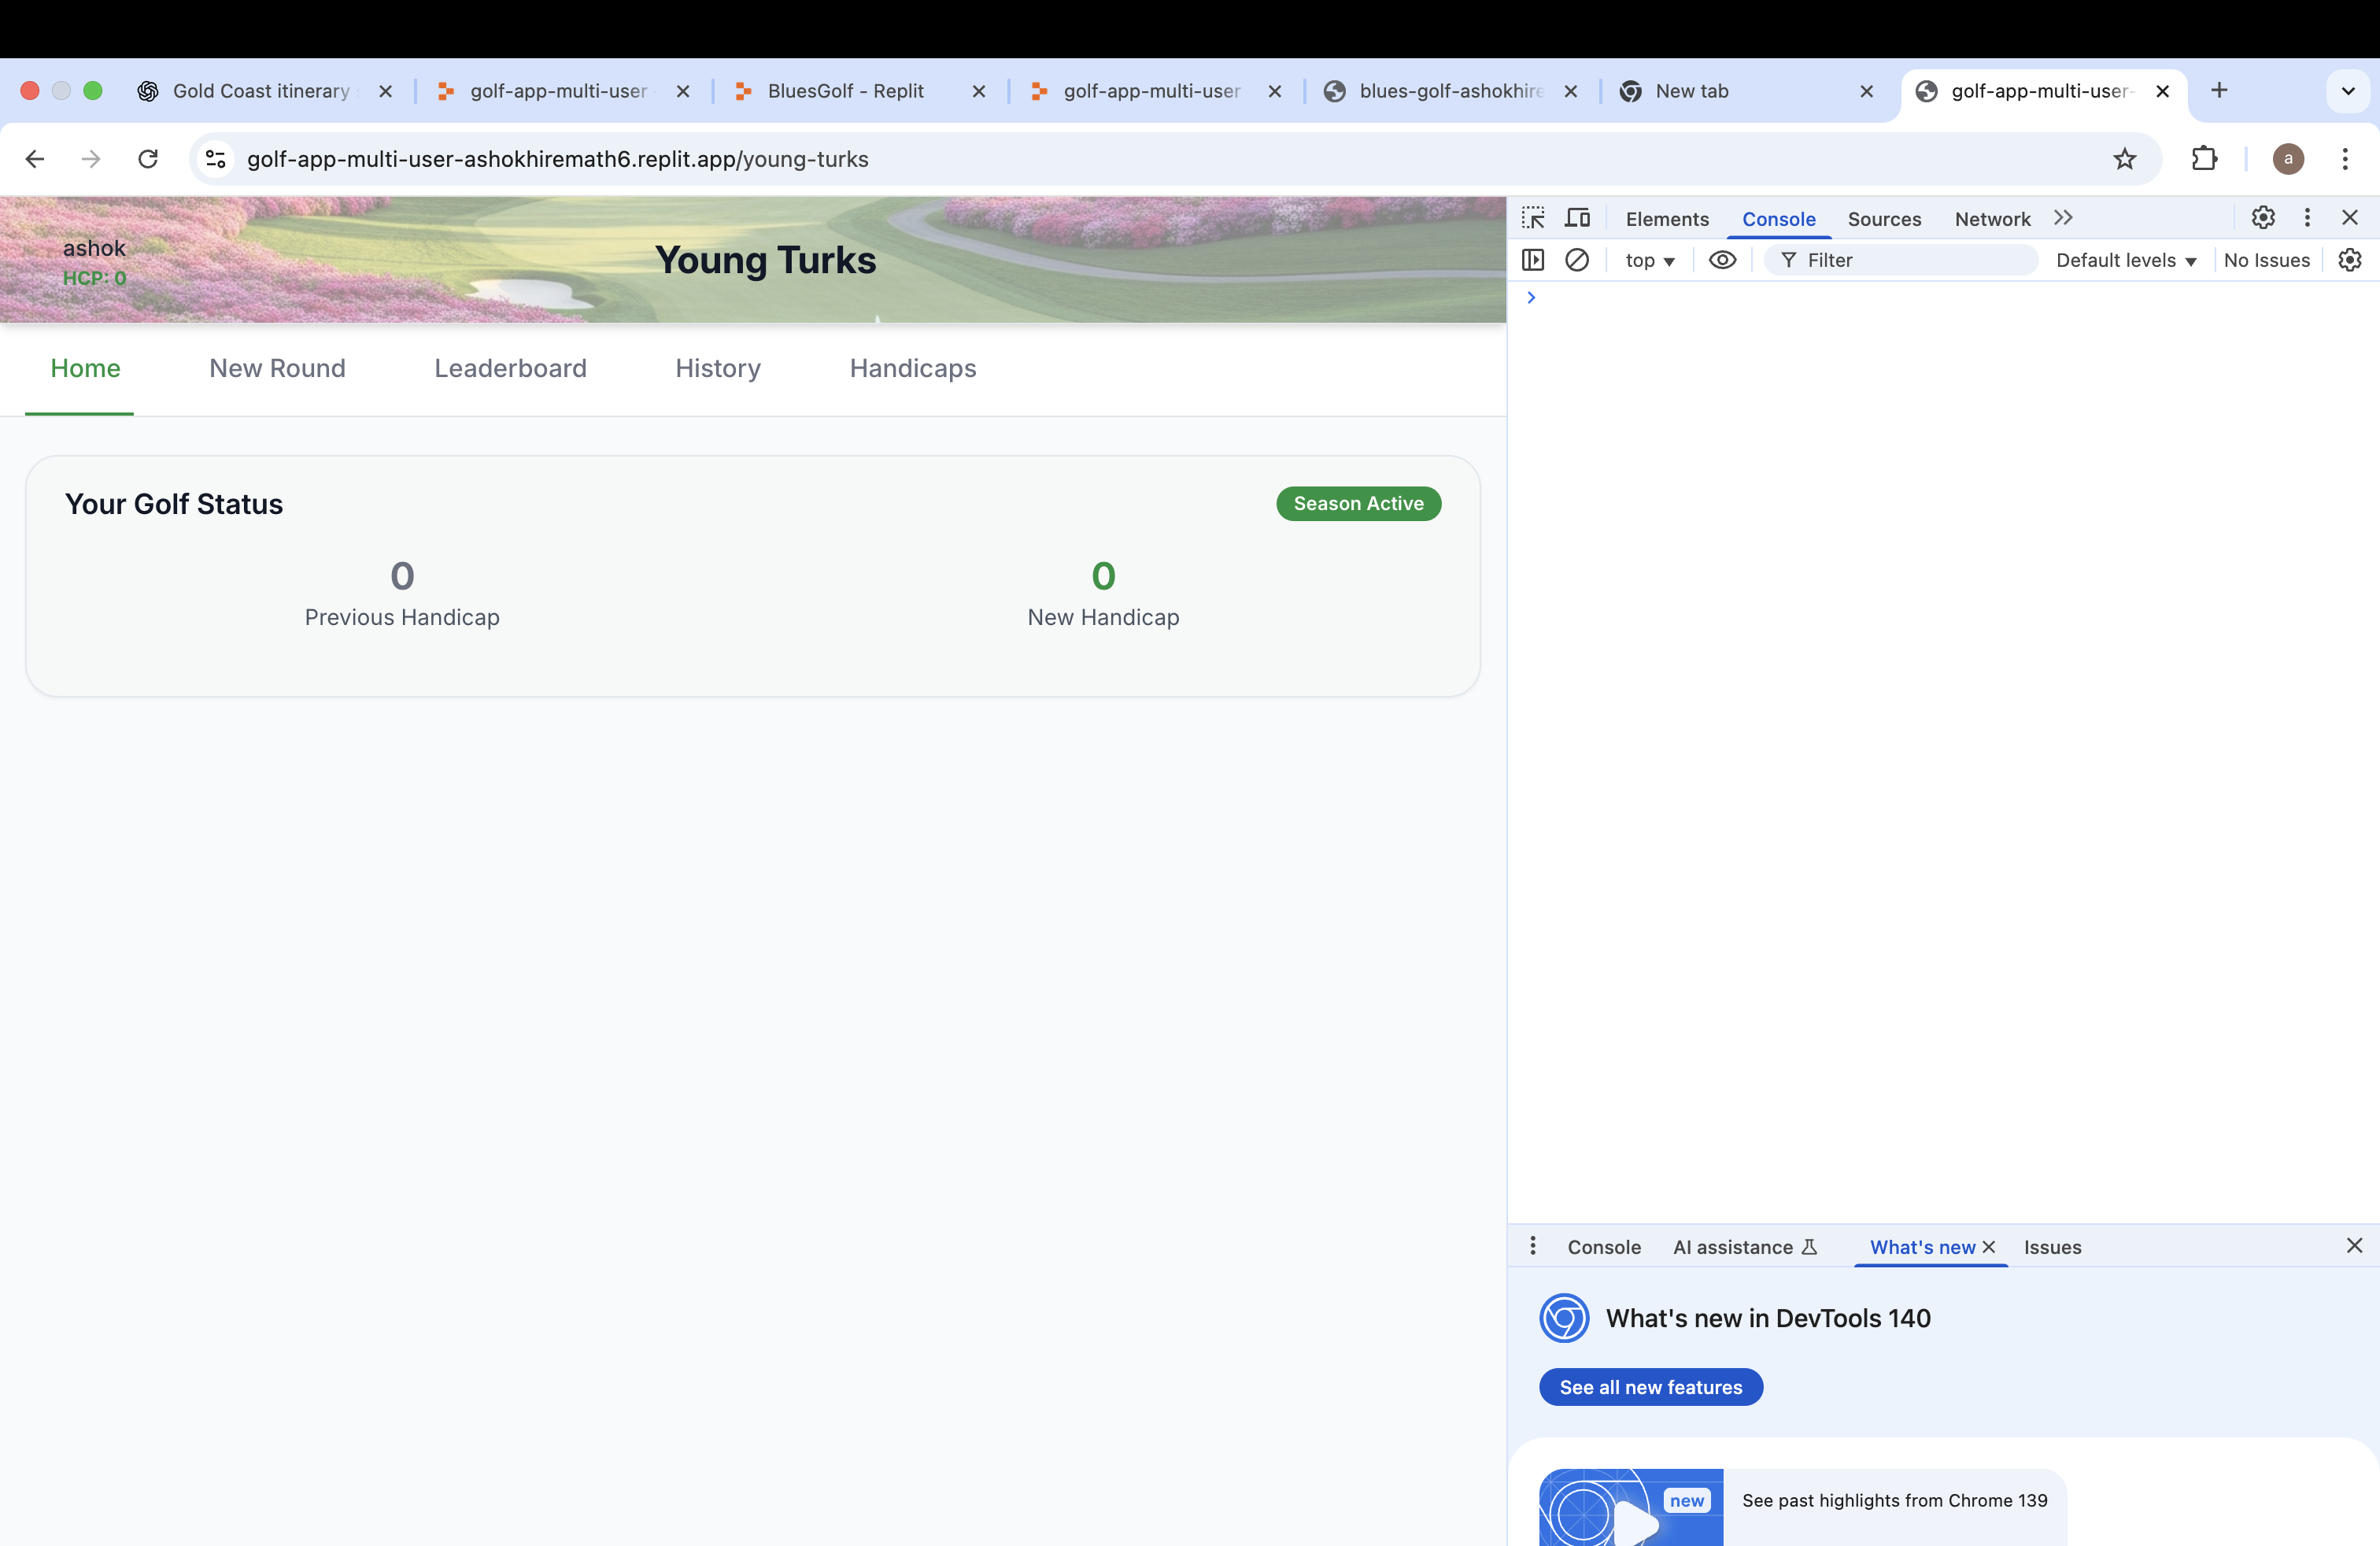 Gold Coast itinerary
golf-app-multi-user
BluesGolf - Replit
golf-app-multi-user
blues-golf-ashokhire
New tab
golf-app-multi-user-
golf-app-multi-user-ashokhiremath6.replit.app/young-turks
a
ashok
HCP: 0
Young Turks
Home
New Round
Leaderboard
History
Handicaps
Your Golf Status
Season Active
0
Previous Handicap
0
New Handicap
Elements
Console
Sources
Network
top
Filter
Default levels
No Issues
Console
AI assistance
What's new
Issues
What's new in DevTools 140
See all new features
new
See past highlights from Chrome 139